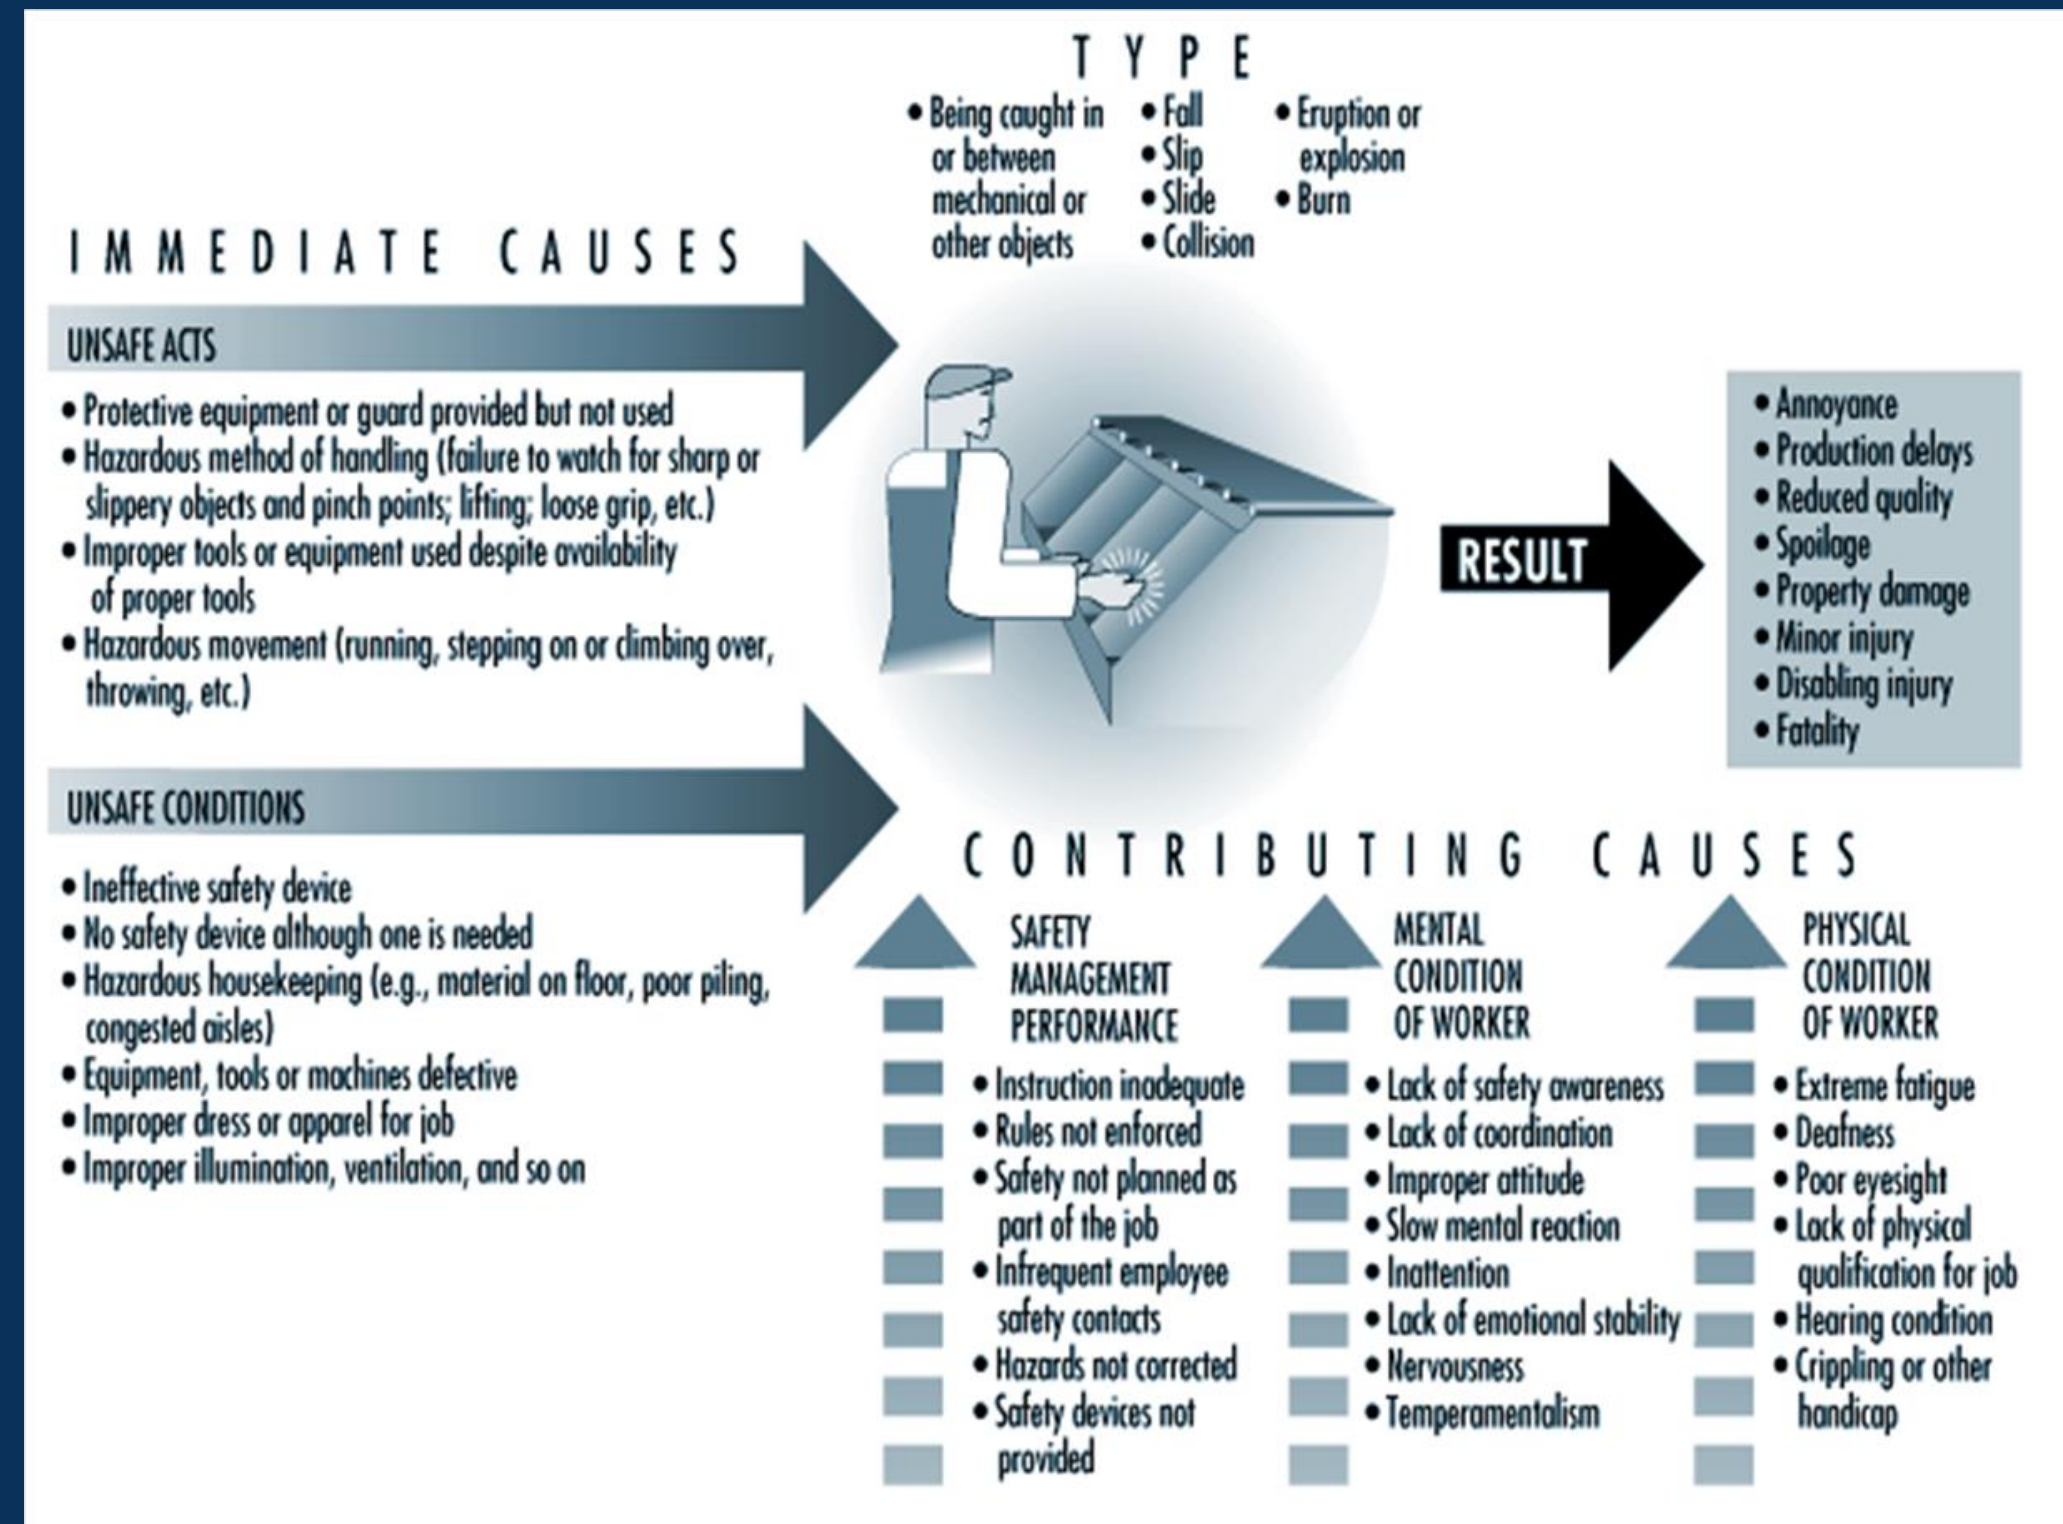 TYPE
• Being caught in
or between
mechanical or
other objects
• Fall
• Slip
• Slide
• Collision
• Eruption or
explosion
• Burn
IMMEDIATE CAUSES
UNSAFE ACTS
• Protective equipment or guard provided but not used
• Hazardous method of handling (failure to watch for sharp or
slippery objects and pinch points; lifting; loose grip, etc.)
• Improper tools or equipment used despite availability
of proper tools
• Hazardous movement (running, stepping on or climbing over,
throwing, etc.)
UNSAFE CONDITIONS
• Ineffective safety device
• No safety device although one is needed
• Hazardous housekeeping (e.g., material on floor, poor piling,
congested aisles)
• Equipment, tools or machines defective
• Improper dress or apparel for job
• Improper illumination, ventilation, and so on
RESULT
• Annoyance
• Production delays
• Reduced quality
• Spoilage
• Property damage
• Minor injury
• Disabling injury
• Fatality
CONTRIBUTING CAUSES
SAFETY
MANAGEMENT
PERFORMANCE
• Instruction inadequate
• Rules not enforced
• Safety not planned as
part of the job
• Infrequent employee
safety contacts
• Hazards not corrected
• Safety devices not
provided
MENTAL
CONDITION
OF WORKER
• Lack of safety awareness
• Lack of coordination
• Improper attitude
• Slow mental reaction
• Inattention
• Lack of emotional stability
• Nervousness
• Temperamentalism
PHYSICAL
CONDITION
OF WORKER
• Extreme fatigue
• Deafness
• Poor eyesight
• Lack of physical
qualification for job
• Hearing condition
• Crippling or other
handicap